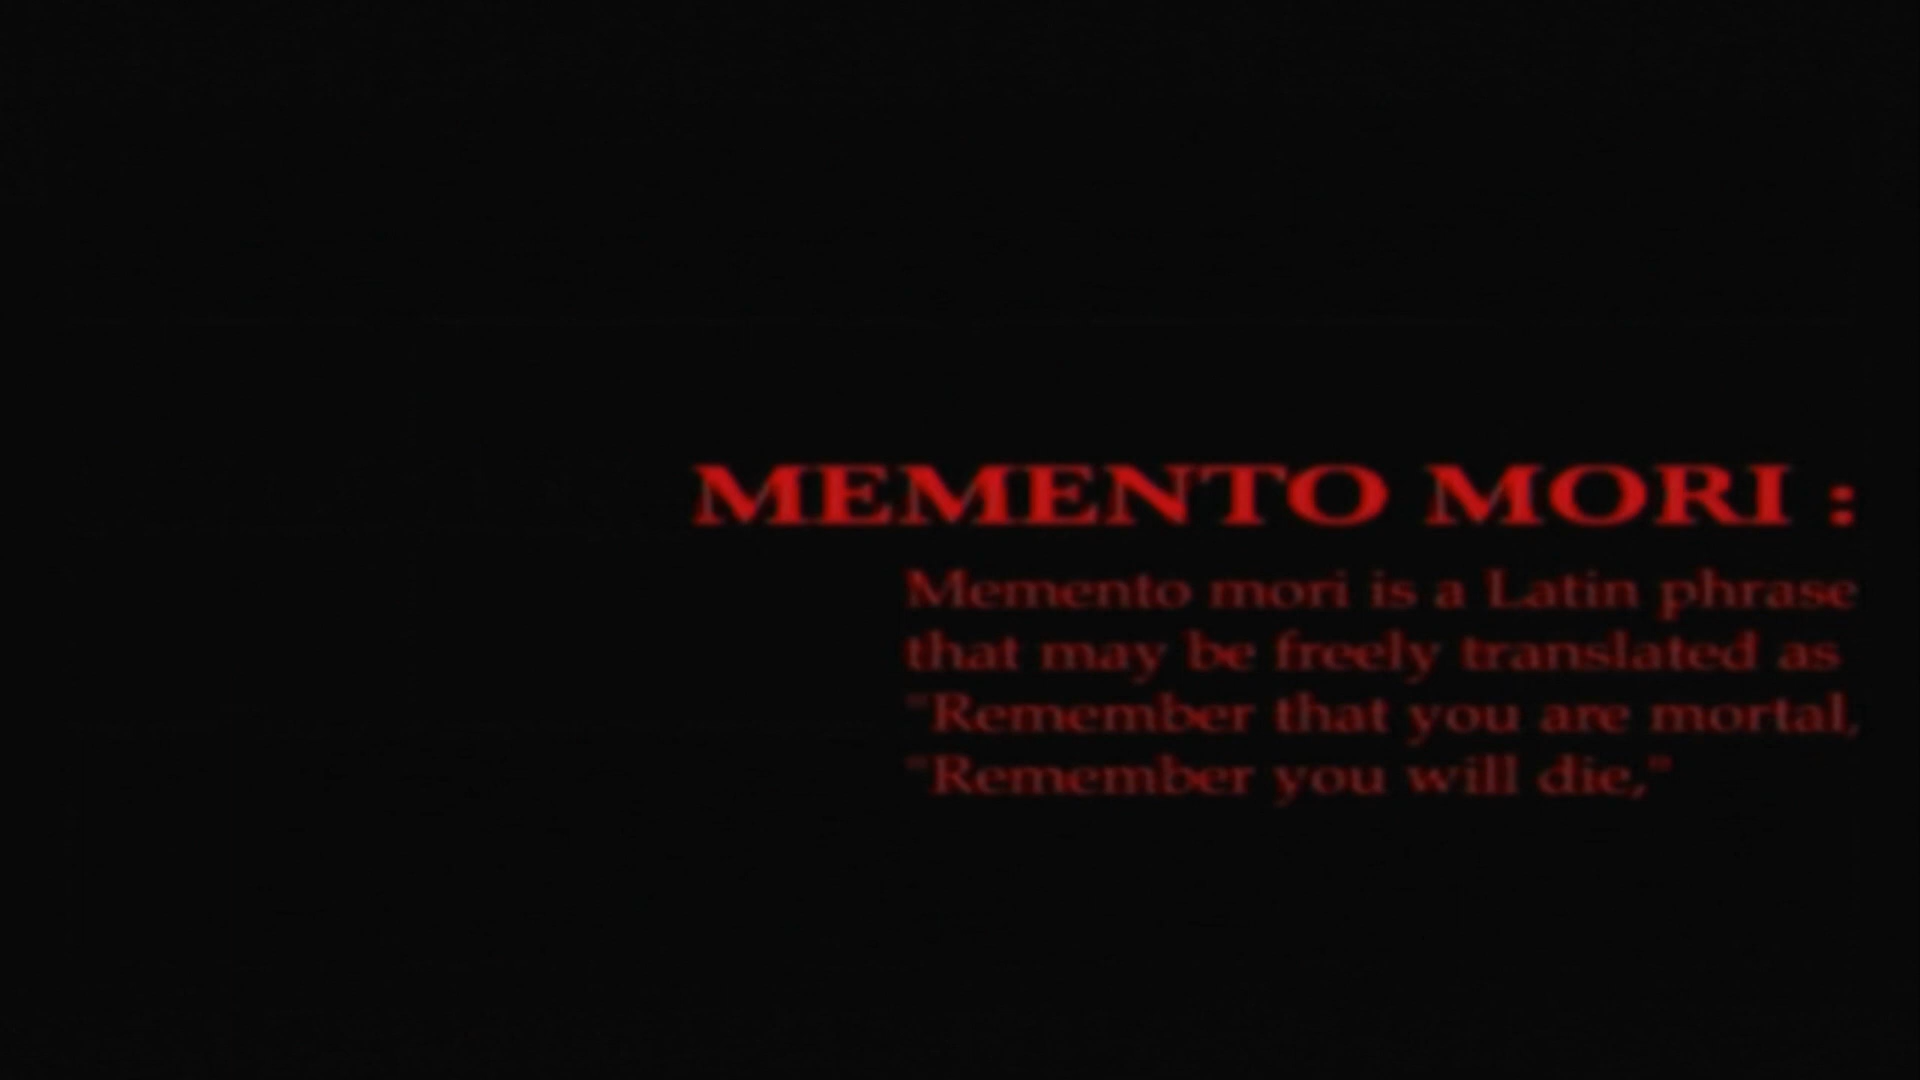 MEMENTO MORI :
Memento mori is a Latin phrase
that may be freely translated as
"Remember that you are mortal,
"Remember you will die,"